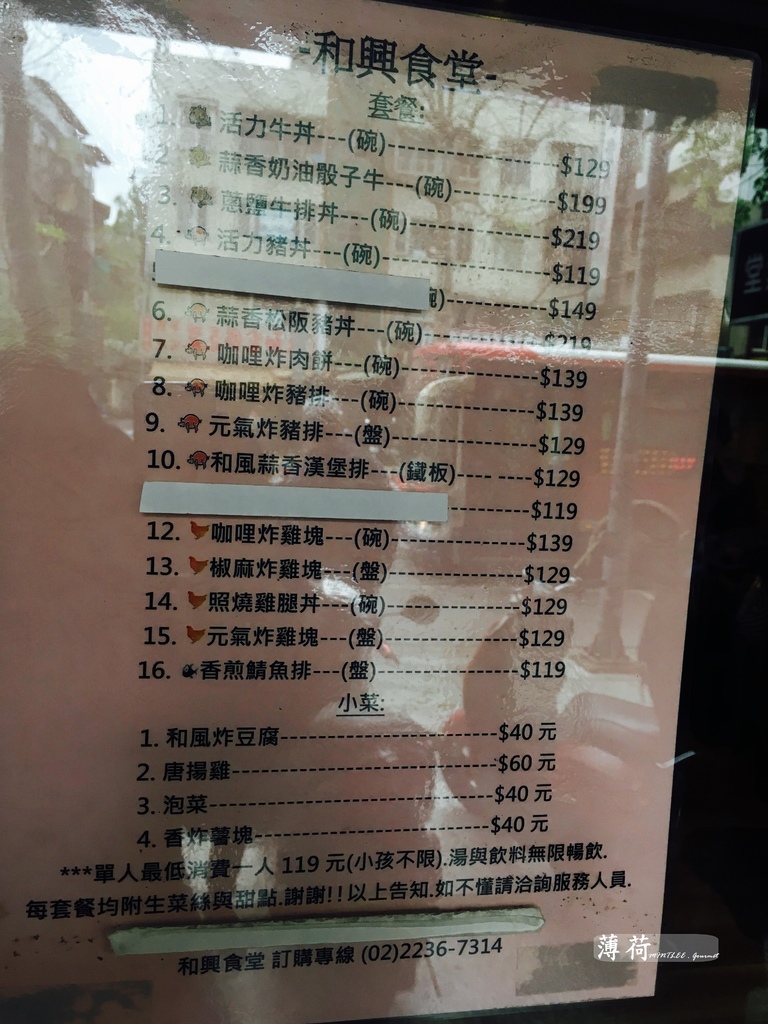 -和興食堂-
套餐:
1. 活力牛丼---(碗)--------------------$129
2. 蒜香奶油骰子牛---(碗)------------$199
3. 蔥鹽牛排丼---(碗)------------------$219
4. 活力豬丼---(碗)--------------------$119
碗)---------------$149
6. 蒜香松阪豬丼---(碗)---------------$219
7. 咖哩炸肉餅---(碗)------------------$139
8. 咖哩炸豬排---(碗)------------------$139
9. 元氣炸豬排---(盤)------------------$129
10. 和風蒜香漢堡排---(鐵板)---- -----$129
----------$119
12. 咖哩炸雞塊---(碗)-----------------$139
13. 椒麻炸雞塊---(盤)-----------------$129
14. 照燒雞腿丼---(碗)-----------------$129
15. 元氣炸雞塊---(盤)-----------------$129
16. 香煎鯖魚排---(盤)------------------$119
小菜:
1. 和風炸豆腐----------------------------$40 元
2. 唐揚雞----------------------------------$60 元
3. 泡菜-------------------------------------$40 元
4. 香炸薯塊------------------------------$40 元
***單人最低消費一人 119 元(小孩不限).湯與飲料無限暢飲.
每套餐均附生菜絲與甜點.謝謝!!以上告知.如不懂請洽詢服務人員.
和興食堂 訂購專線 (02)2236-7314
薄荷 MINTLEE. Gourmet